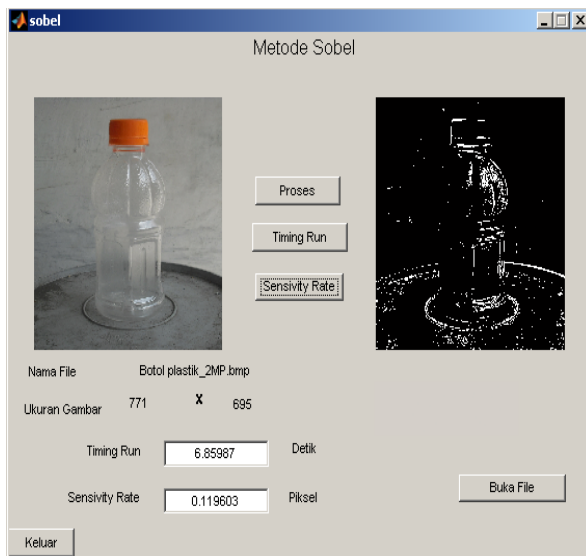 sobel
Metode Sobel
Proses
Timing Run
Sensivity Rate
Nama File Botol plastik_2MP.bmp
Ukuran Gambar 771 X 695
Timing Run 6.85987 Detik
Sensivity Rate 0.119603 Piksel
Buka File
Keluar